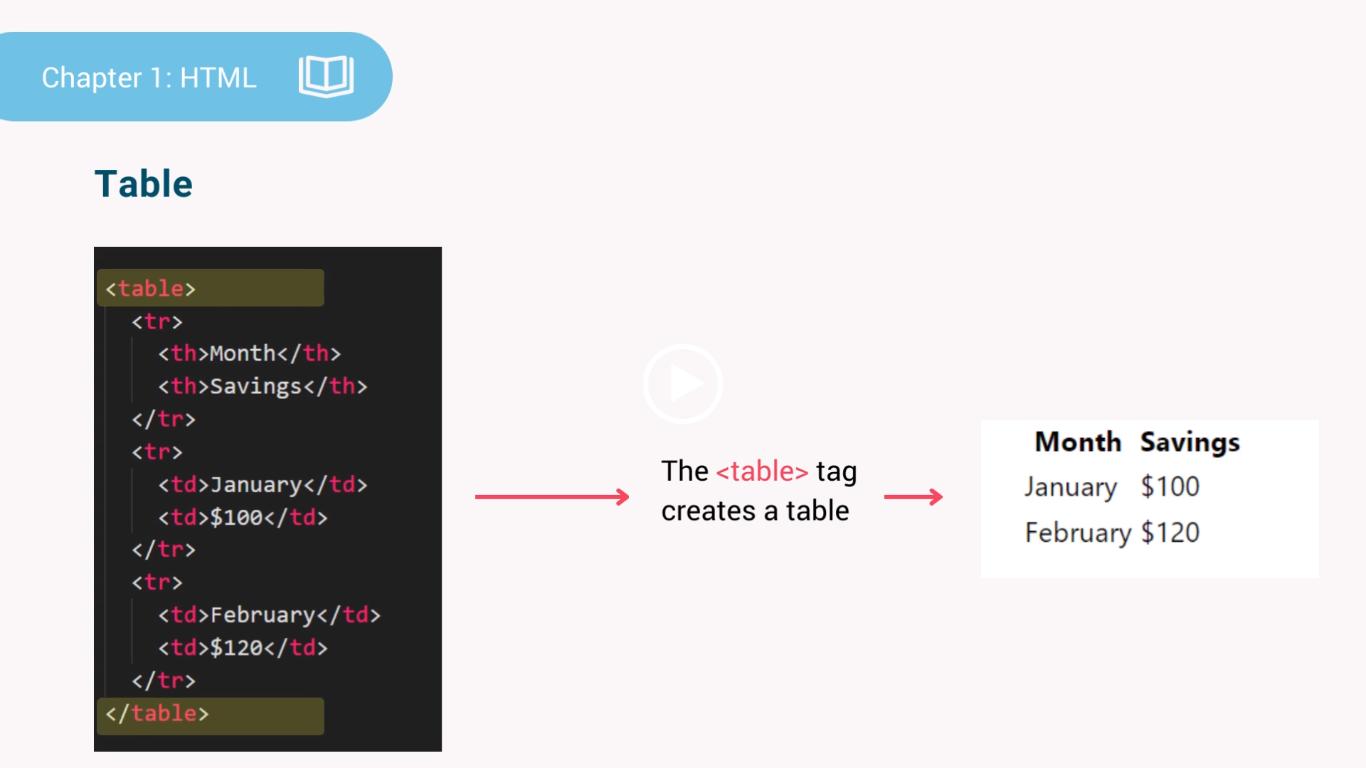 Chapter 1: HTML
Table
<table>
<tr>
<th>Month</th>
<th>Savings</th>
</tr>
<tr>
<td>January</td>
<td>$100</td>
</tr>
<tr>
<td>February</td>
<td>$120</td>
</tr>
</table>
The <table> tag
creates a table
Month Savings
January $100
February $120